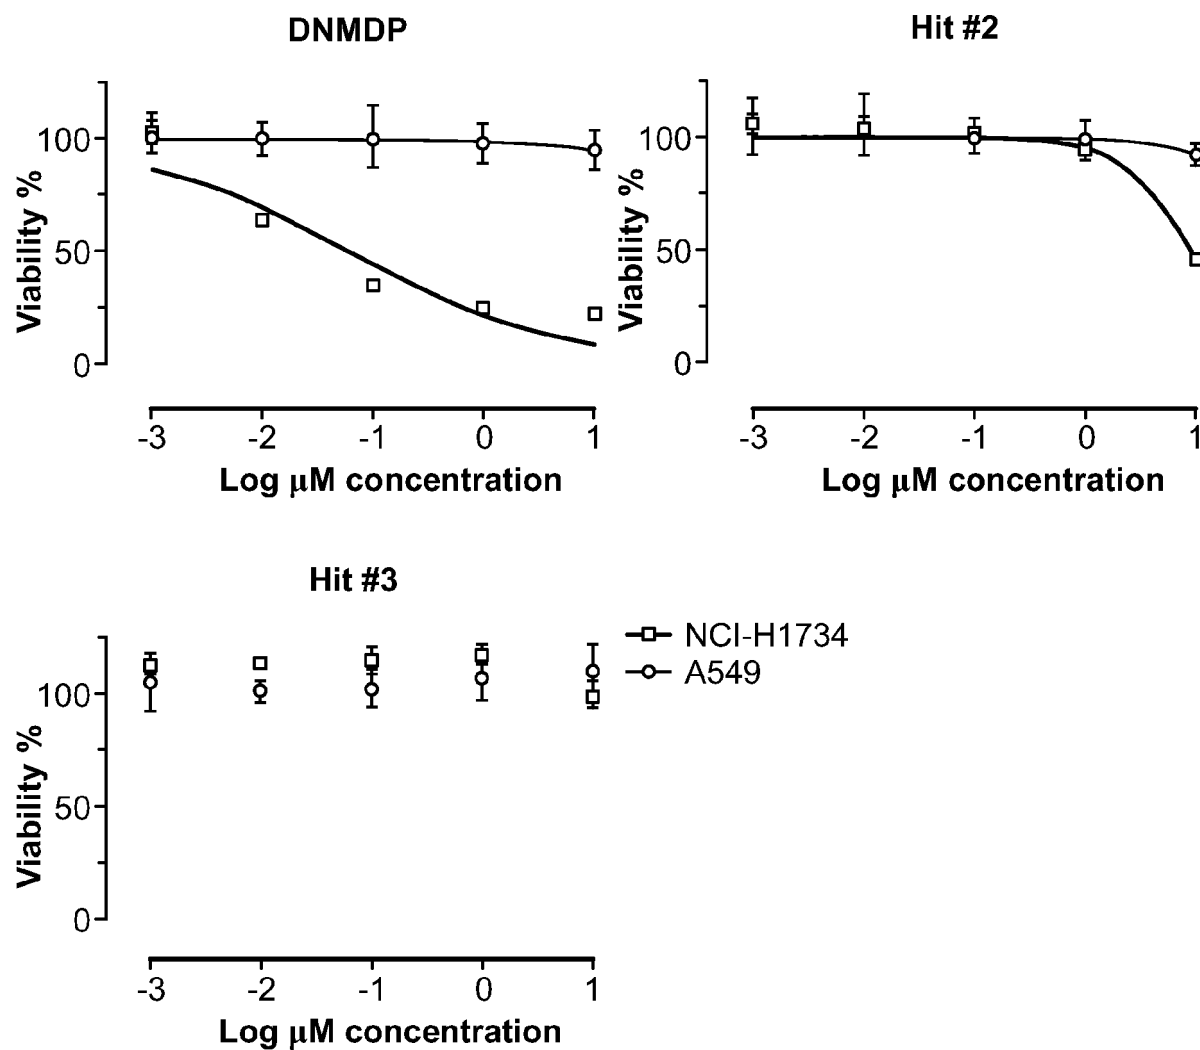 DNMDP
Viability %
100
50
0
-3 -2 -1 0 1
Log μM concentration
Hit #2
Viability %
100
50
0
-3 -2 -1 0 1
Log μM concentration
Hit #3
Viability %
100
50
0
-3 -2 -1 0 1
Log μM concentration
NCI-H1734
A549